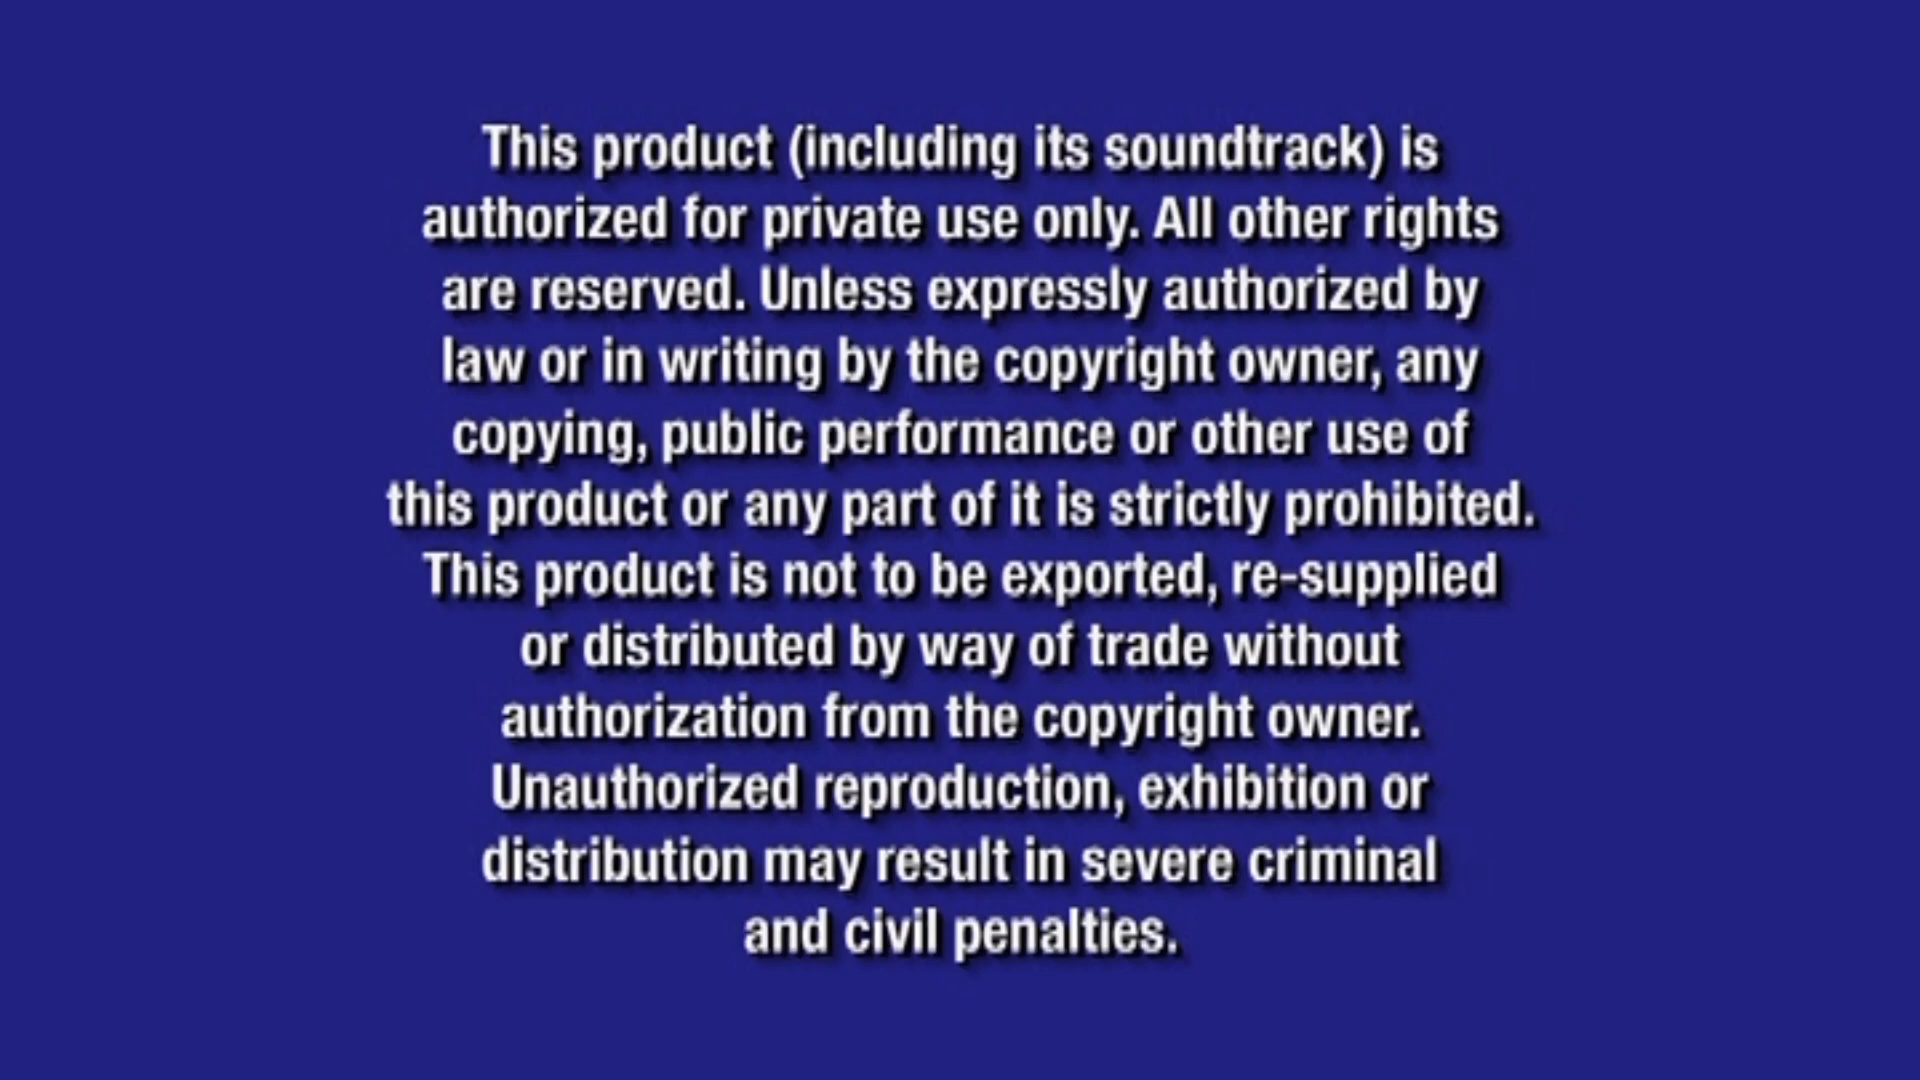 This product (including its soundtrack) is
authorized for private use only. All other rights
are reserved. Unless expressly authorized by
law or in writing by the copyright owner, any
copying, public performance or other use of
this product or any part of it is strictly prohibited.
This product is not to be exported, re-supplied
or distributed by way of trade without
authorization from the copyright owner.
Unauthorized reproduction, exhibition or
distribution may result in severe criminal
and civil penalties.